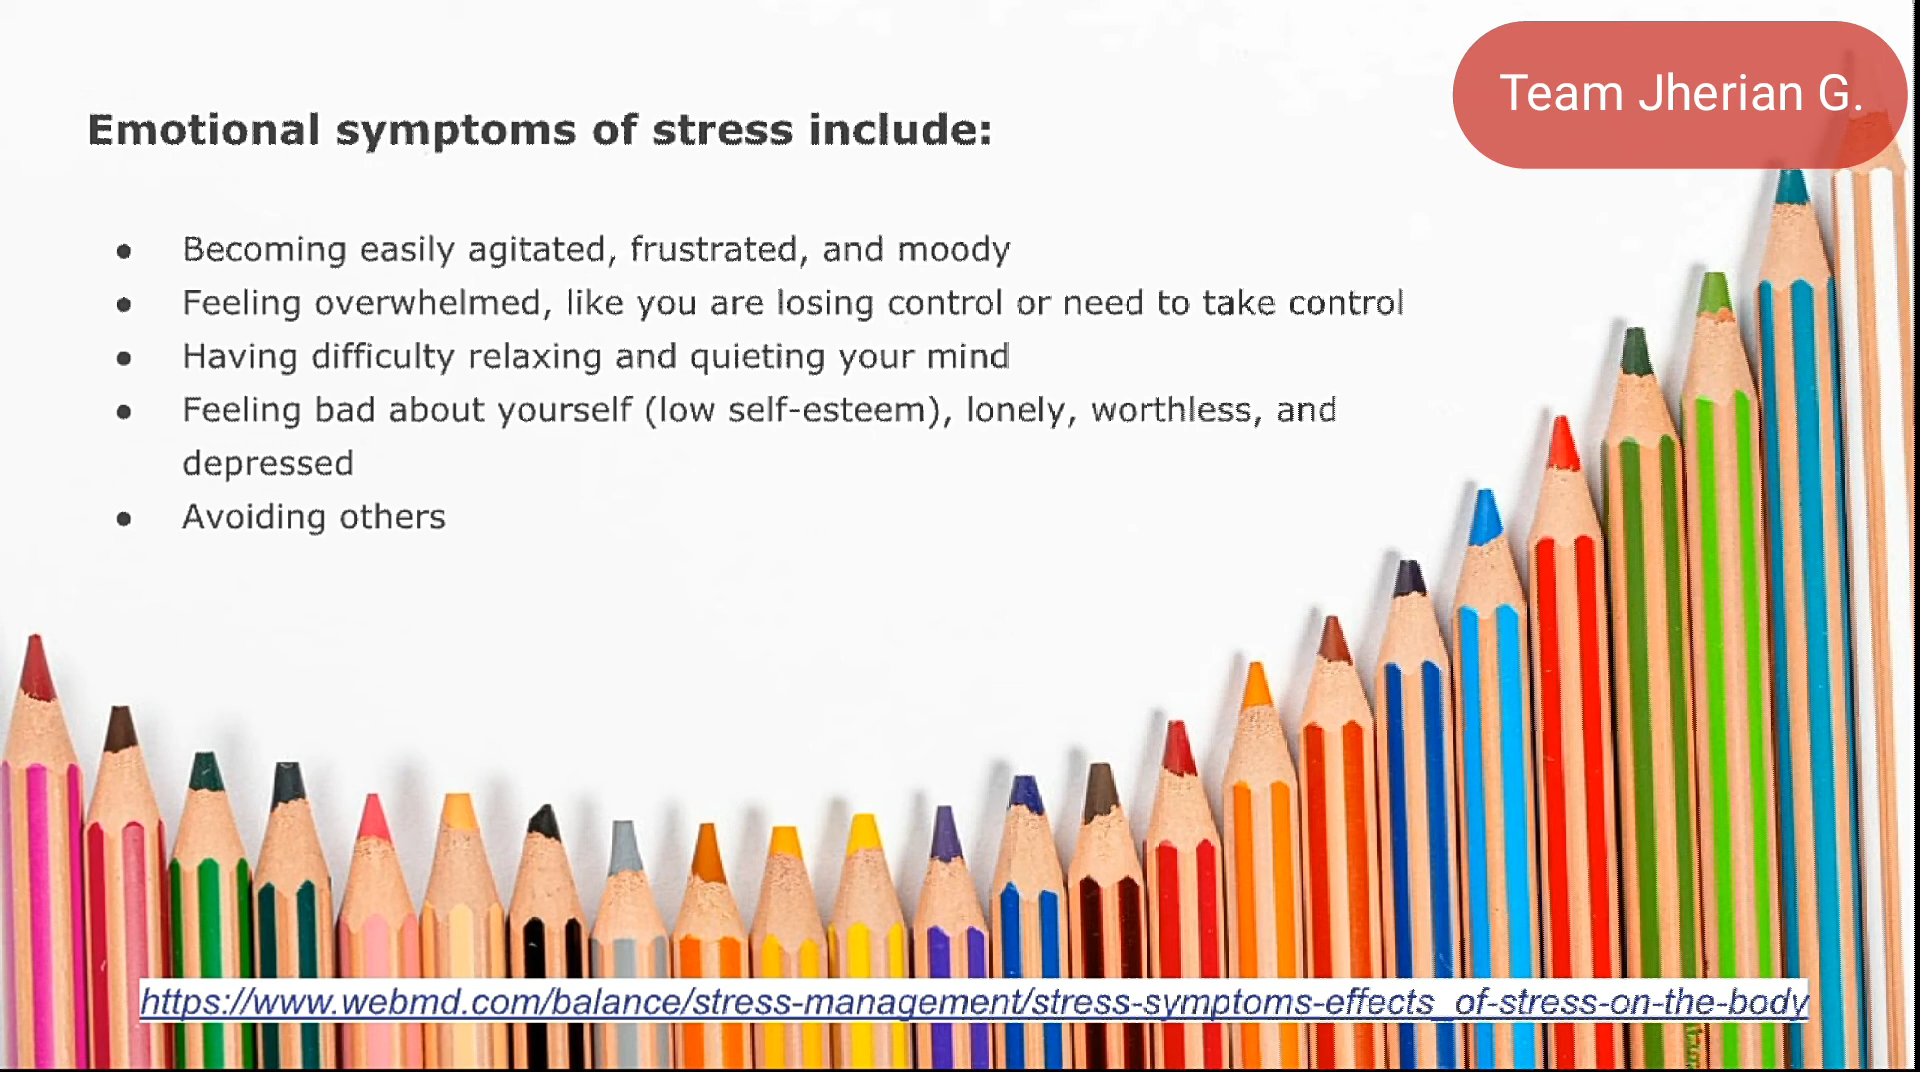 Team Jherian G.
Emotional symptoms of stress include:
● Becoming easily agitated, frustrated, and moody
● Feeling overwhelmed, like you are losing control or need to take control
● Having difficulty relaxing and quieting your mind
● Feeling bad about yourself (low self-esteem), lonely, worthless, and
depressed
● Avoiding others
https://www.webmd.com/balance/stress-management/stress-symptoms-effects_of-stress-on-the-body